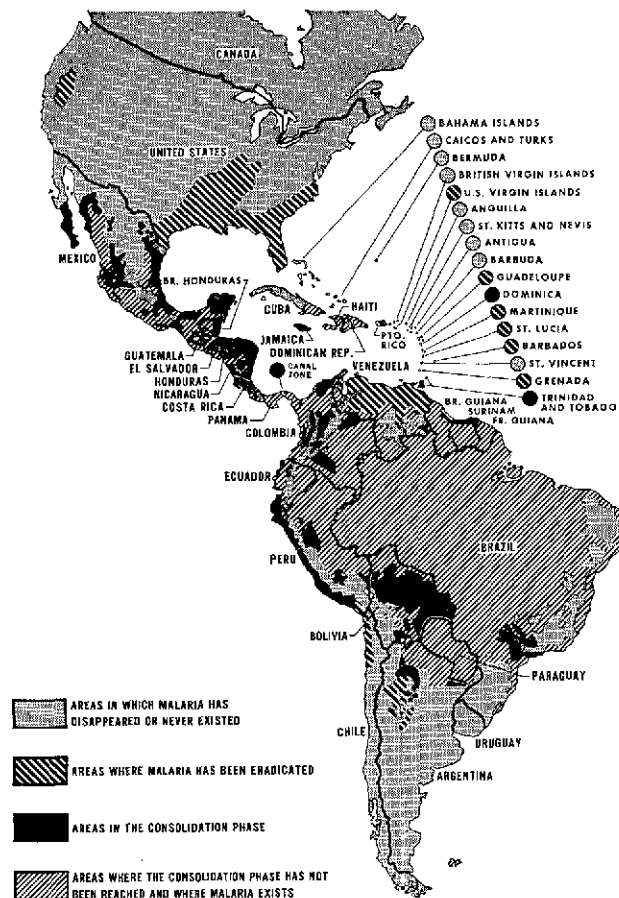 CANADA
UNITED STATES
BAHAMA ISLANDS
CAICOS AND TURKS
BERMUDA
BRITISH VIRGIN ISLANDS
U.S. VIRGIN ISLANDS
ANGUILLA
ST. KITTS AND NEVIS
ANTIGUA
BARBUDA
GUADELOUPE
DOMINICA
MARTINIQUE
ST. LUCIA
BARBADOS
ST. VINCENT
GRENADA
TRINIDAD
AND TOBAGO
MEXICO
BR. HONDURAS
CUBA
HAITI
JAMAICA
DOMINICAN REP.
PTO.
RICO
GUATEMALA
EL SALVADOR
HONDURAS
NICARAGUA
COSTA RICA
PANAMA
CANAL
ZONE
VENEZUELA
BR. GUIANA
SURINAM
FR. GUIANA
COLOMBIA
ECUADOR
PERU
BRAZIL
BOLIVIA
PARAGUAY
CHILE
URUGUAY
ARGENTINA
AREAS IN WHICH MALARIA HAS
DISAPPEARED OR NEVER EXISTED
AREAS WHERE MALARIA HAS BEEN ERADICATED
AREAS IN THE CONSOLIDATION PHASE
AREAS WHERE THE CONSOLIDATION PHASE HAS NOT
BEEN REACHED AND WHERE MALARIA EXISTS